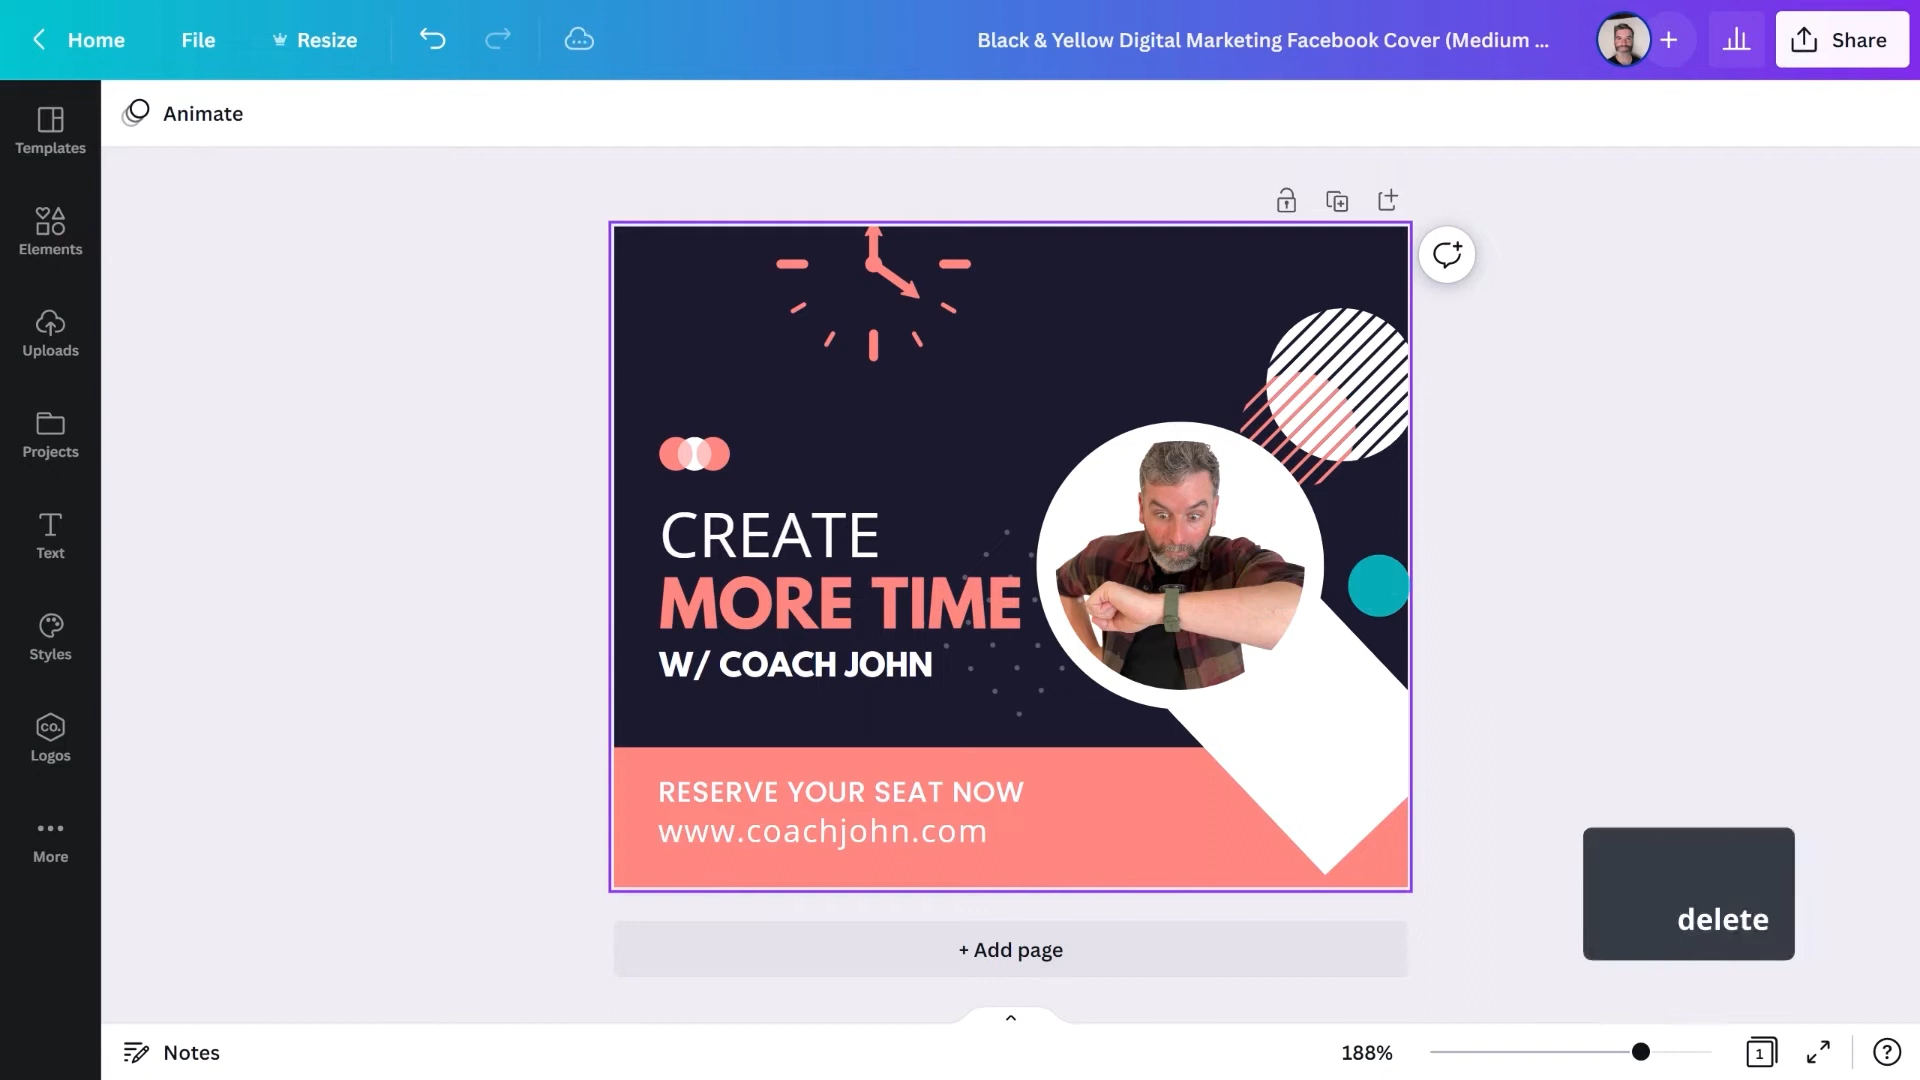 Home
File
Resize
Black & Yellow Digital Marketing Facebook Cover (Medium ...
Share
Animate
Templates
Elements
Uploads
Projects
Text
Styles
CO.
Logos
More
CREATE
MORE TIME
W/ COACH JOHN
RESERVE YOUR SEAT NOW
www.coachjohn.com
delete
+ Add page
Notes
188%
1
?